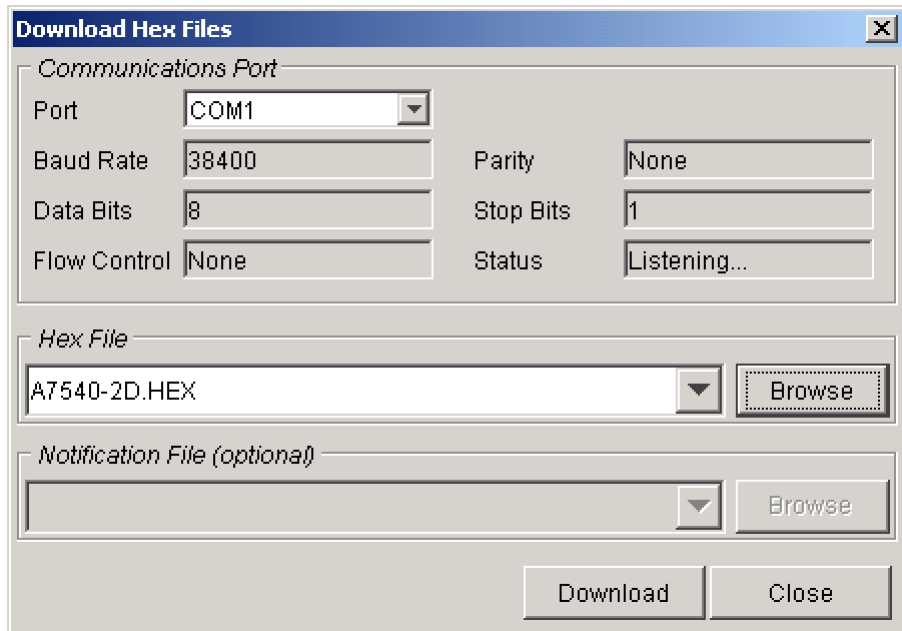 Download Hex Files
Communications Port
Port COM1
Baud Rate 38400 Parity None
Data Bits 8 Stop Bits 1
Flow Control None Status Listening...
Hex File
A7540-2D.HEX Browse
Notification File (optional)
Browse
Download Close